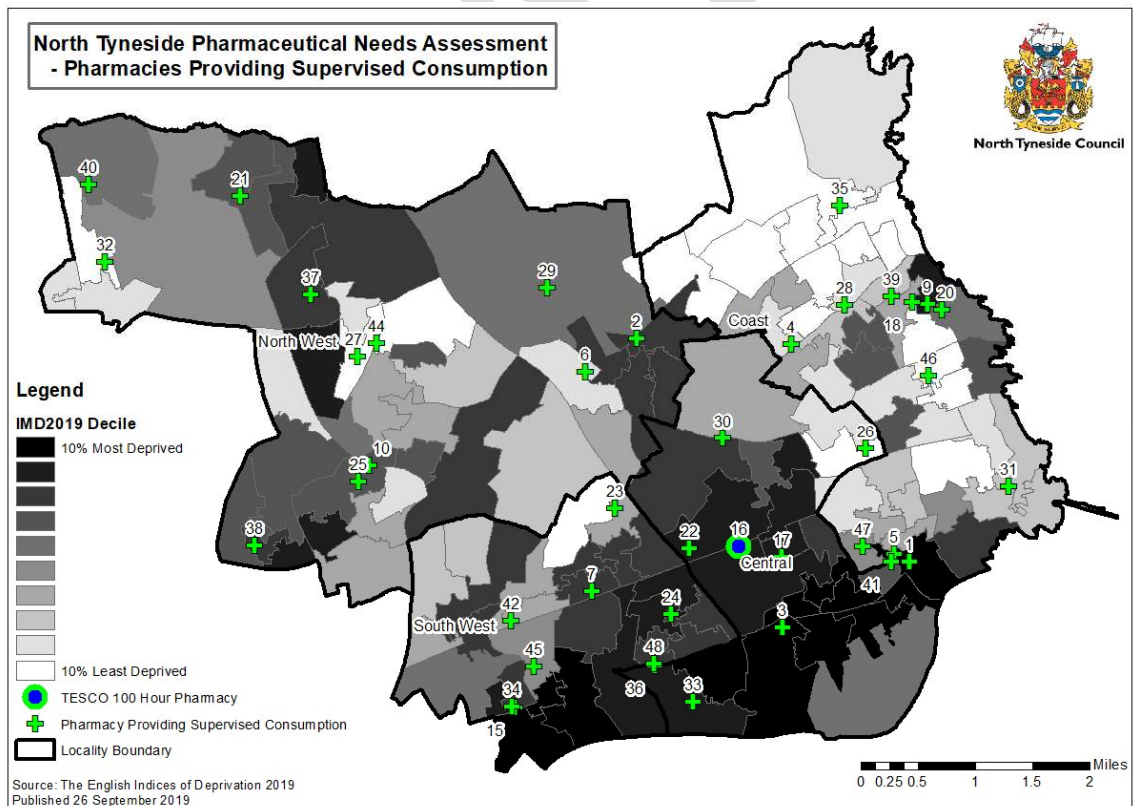 North Tyneside Pharmaceutical Needs Assessment
- Pharmacies Providing Supervised Consumption
North Tyneside Council
40
21
35
32
37
29
28
39
9
20
18
2
Coast
4
44
27
North West
6
46
30
26
10
25
31
23
38
22
16
17
Central
47
5
1
41
7
24
3
42
South West
45
48
36
33
34
15
Legend
IMD2019 Decile
10% Most Deprived
10% Least Deprived
TESCO 100 Hour Pharmacy
Pharmacy Providing Supervised Consumption
Locality Boundary
Source: The English Indices of Deprivation 2019
Published 26 September 2019
Miles
0 0.25 0.5 1 1.5 2